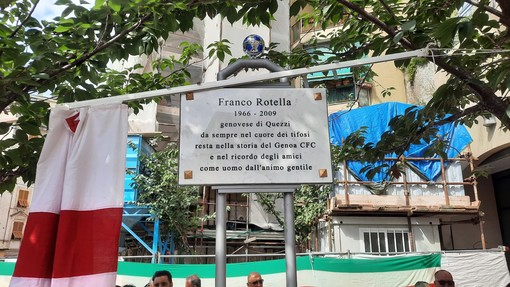 Franco Rotella
1966 - 2009
genovese di Quezzi
da sempre nel cuore dei tifosi
resta nella storia del Genoa CFC
e nel ricordo degli amici
come uomo dall'animo gentile